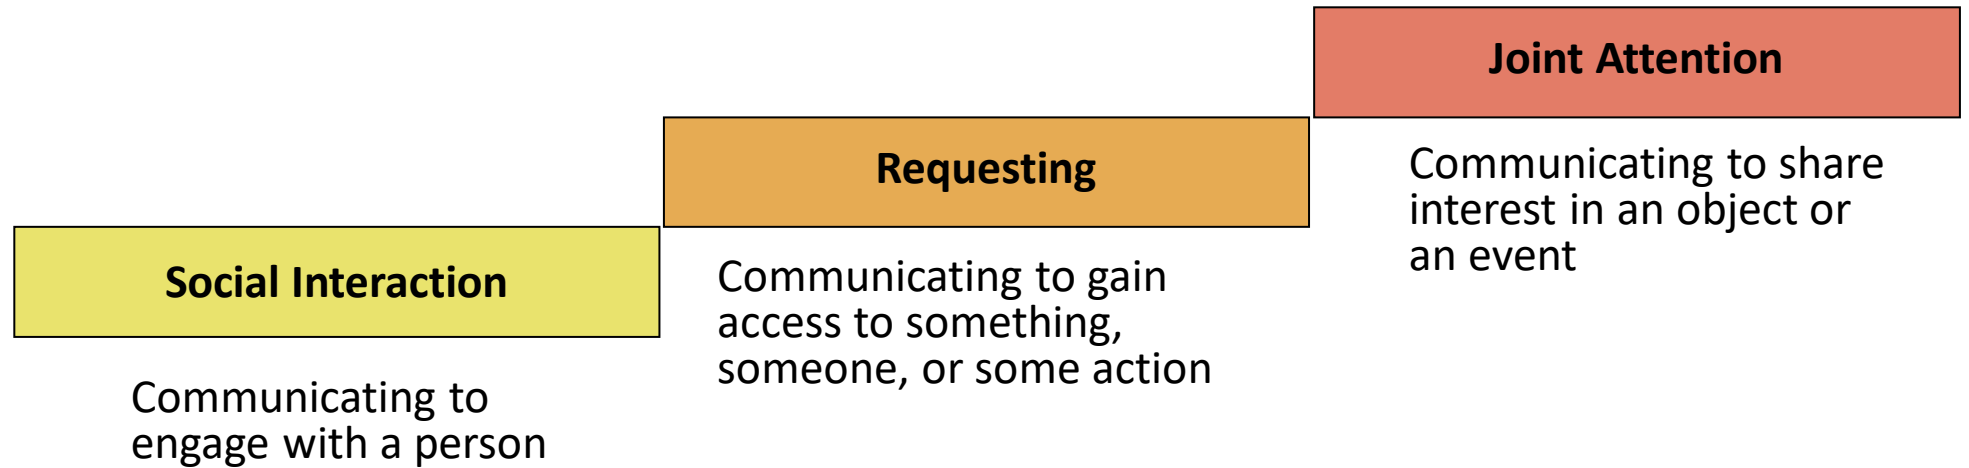 Social Interaction
Communicating to
engage with a person
Requesting
Communicating to gain
access to something,
someone, or some action
Joint Attention
Communicating to share
interest in an object or
an event